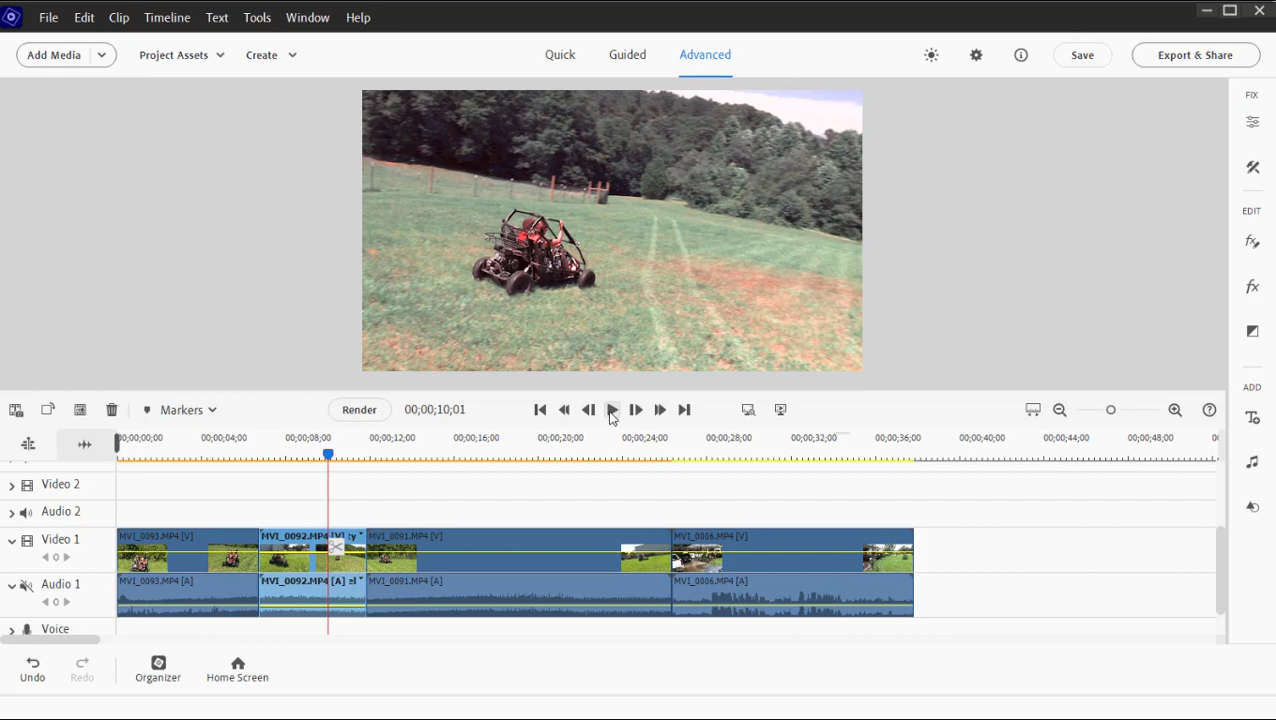 File Edit Clip Timeline Text Tools Window Help
Add Media Project Assets Create Quick Guided Advanced Save Export & Share
FIX
EDIT
ADD
Markers Render 00;00;10;01
00;00;00;00 00;00;04;00 00;00;08;00 00;00;12;00 00;00;16;00 00;00;20;00 00;00;24;00 00;00;28;00 00;00;32;00 00;00;36;00 00;00;40;00 00;00;44;00 00;00;48;00
Video 2
Audio 2
Video 1 MVI_0093.MP4 [V] MVI_0092.MP4 [V] MVI_0091.MP4 [V] MVI_0006.MP4 [V]
Audio 1 MVI_0093.MP4 [A] MVI_0092.MP4 [A] MVI_0091.MP4 [A] MVI_0006.MP4 [A]
Voice
Undo Redo Organizer Home Screen